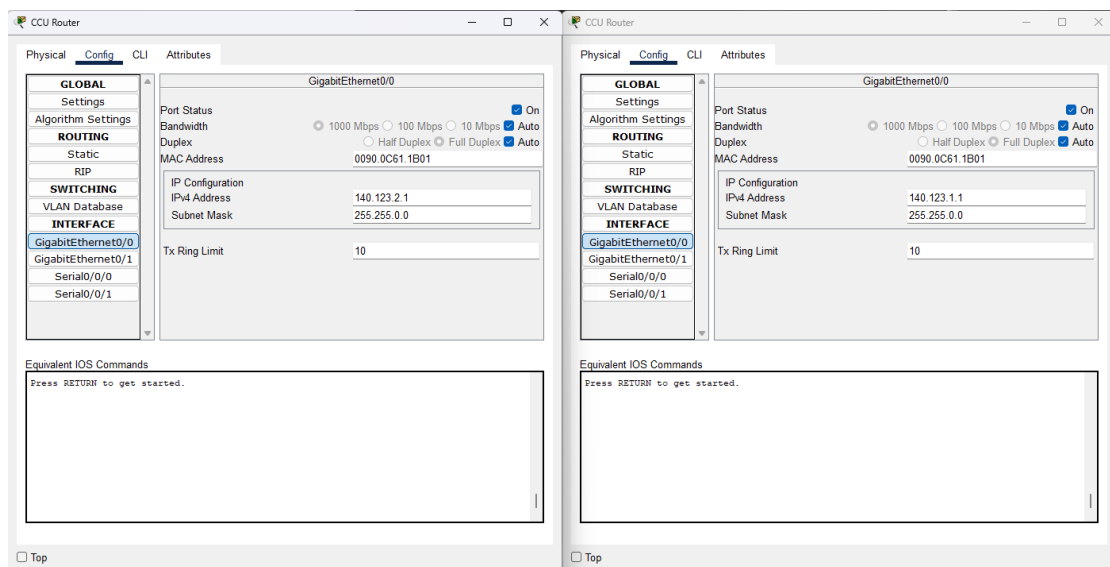 CCU Router
Physical Config CLI Attributes
GLOBAL
Settings
Algorithm Settings
ROUTING
Static
RIP
SWITCHING
VLAN Database
INTERFACE
GigabitEthernet0/0
GigabitEthernet0/1
Serial0/0/0
Serial0/0/1
GigabitEthernet0/0
Port Status On
Bandwidth 1000 Mbps 100 Mbps 10 Mbps Auto
Duplex Half Duplex Full Duplex Auto
MAC Address 0090.0C61.1B01
IP Configuration
IPv4 Address 140.123.2.1
Subnet Mask 255.255.0.0
Tx Ring Limit 10
Equivalent IOS Commands
Press RETURN to get started.
Top
CCU Router
Physical Config CLI Attributes
GLOBAL
Settings
Algorithm Settings
ROUTING
Static
RIP
SWITCHING
VLAN Database
INTERFACE
GigabitEthernet0/0
GigabitEthernet0/1
Serial0/0/0
Serial0/0/1
GigabitEthernet0/0
Port Status On
Bandwidth 1000 Mbps 100 Mbps 10 Mbps Auto
Duplex Half Duplex Full Duplex Auto
MAC Address 0090.0C61.1B01
IP Configuration
IPv4 Address 140.123.1.1
Subnet Mask 255.255.0.0
Tx Ring Limit 10
Equivalent IOS Commands
Press RETURN to get started.
Top